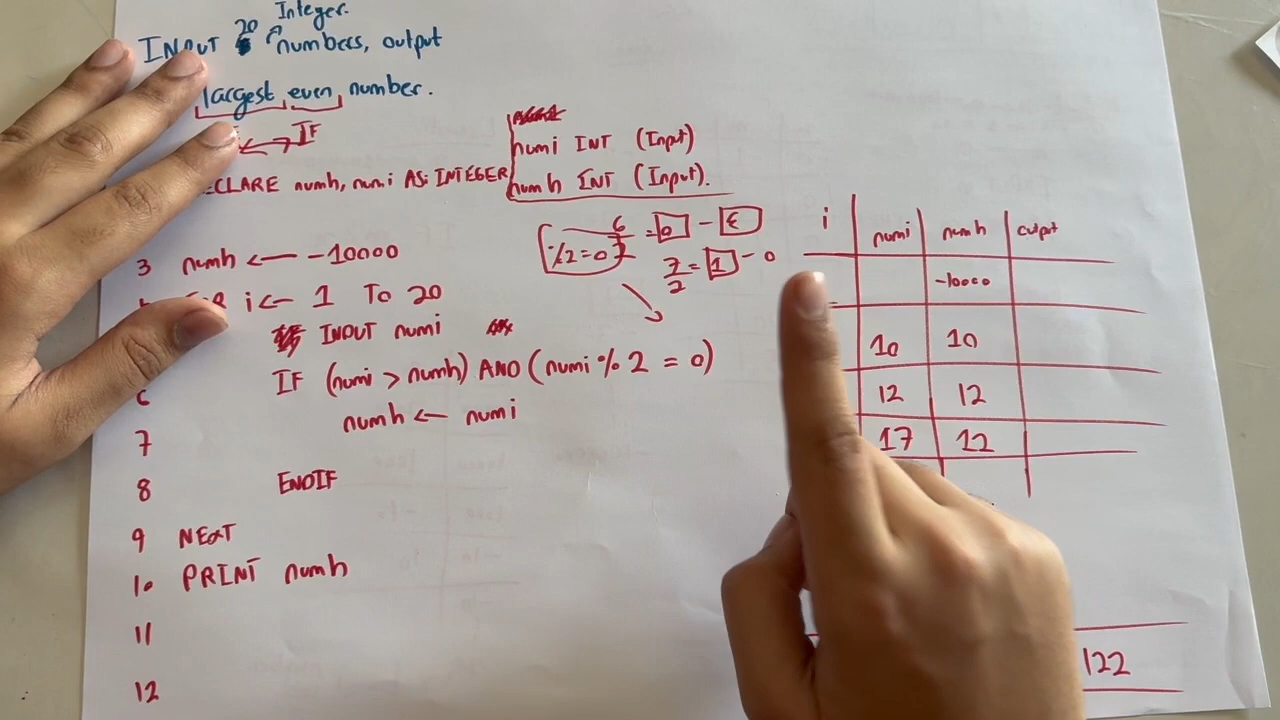 20 Integer.
INPUT numbers, output
largest even number.
IF
numi INT (Input)
DECLARE numh, numi AS: INTEGER numh INT (Input).
3 numh ← -10000
i ← 1 To 20
INPUT numi
6 IF (numi > numh) AND (numi % 2 = 0)
7 numh ← numi
8 ENDIF
9 NEXT
10 PRINT numh
11
12
%2=0 6/2 = 0 -
7/2 = 1 - 0
i numi numh output
-10000
10 10
12 12
17 12
122